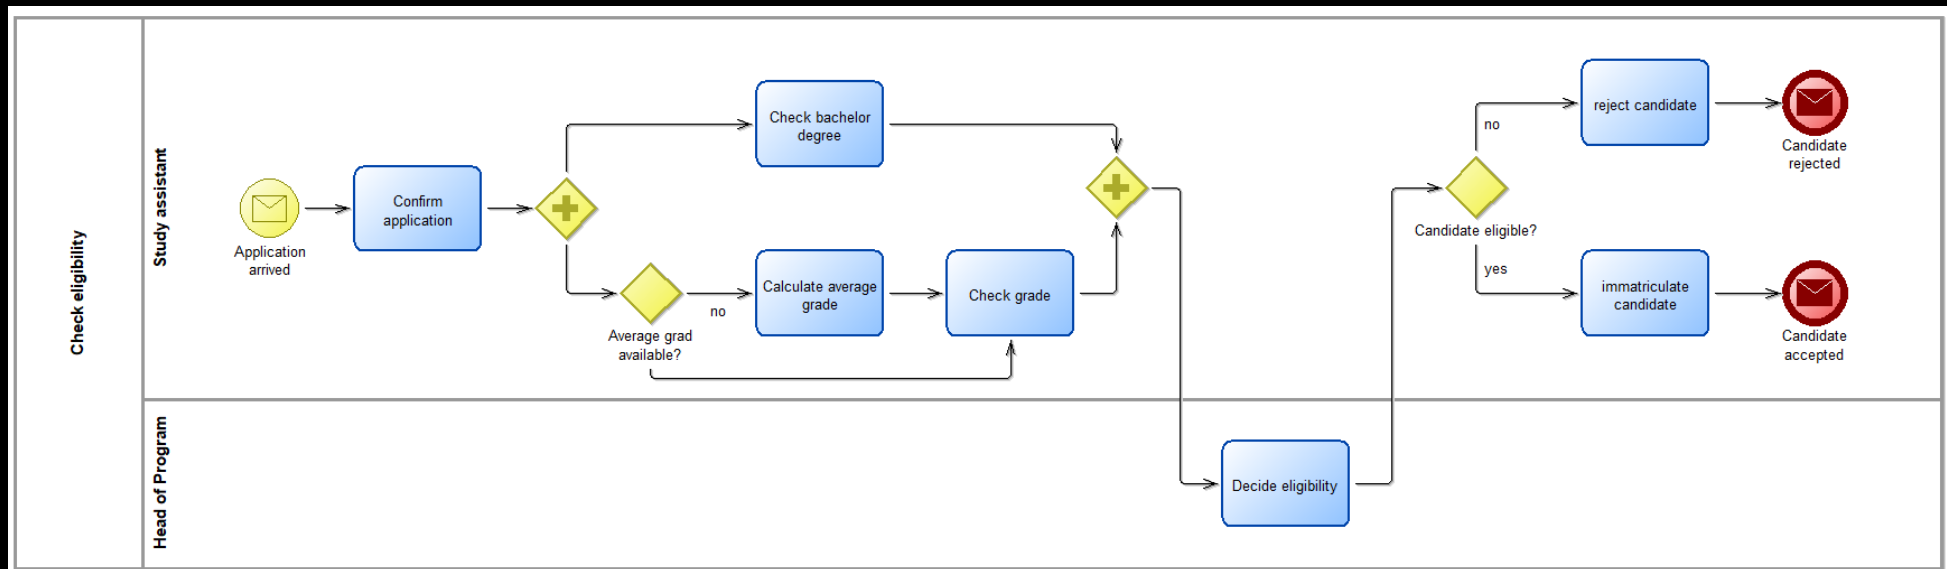 Check eligibility
Study assistant
Head of Program
Application
arrived
Confirm
application
Check bachelor
degree
Average grad
available?
no
Calculate average
grade
Check grade
Decide eligibility
Candidate eligible?
no
yes
reject candidate
Candidate
rejected
immatriculate
candidate
Candidate
accepted